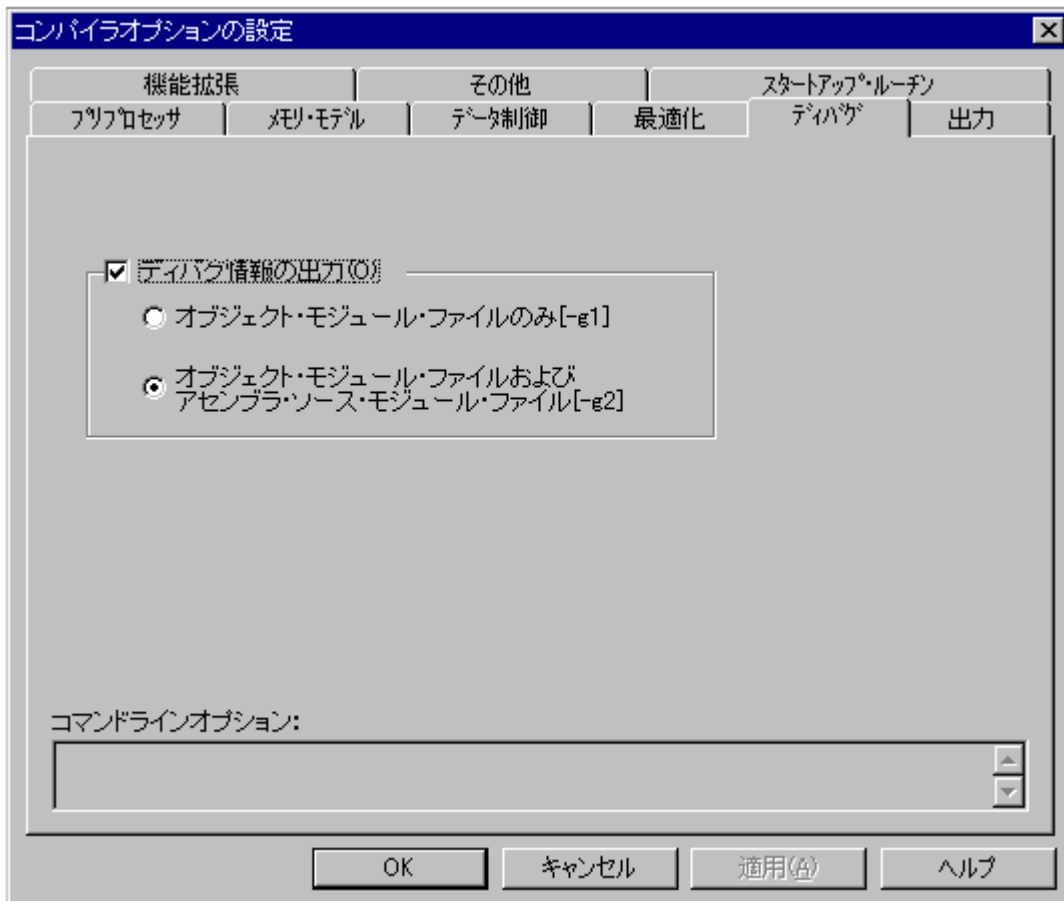 コンパイラオプションの設定
機能拡張 その他 ｽﾀｰﾄｱｯﾌﾟ･ﾙｰﾁﾝ
ﾌﾟﾘﾌﾟﾛｾｯｻ ﾒﾓﾘ･ﾓﾃﾞﾙ ﾃﾞｰﾀ制御 最適化 ﾃﾞｨﾊﾞｸﾞ 出力
ディバグ情報の出力(O)
オブジェクト・モジュール・ファイルのみ[-g1]
オブジェクト・モジュール・ファイルおよび
アセンブラ・ソース・モジュール・ファイル[-g2]
コマンドラインオプション:
OK キャンセル 適用(A) ヘルプ